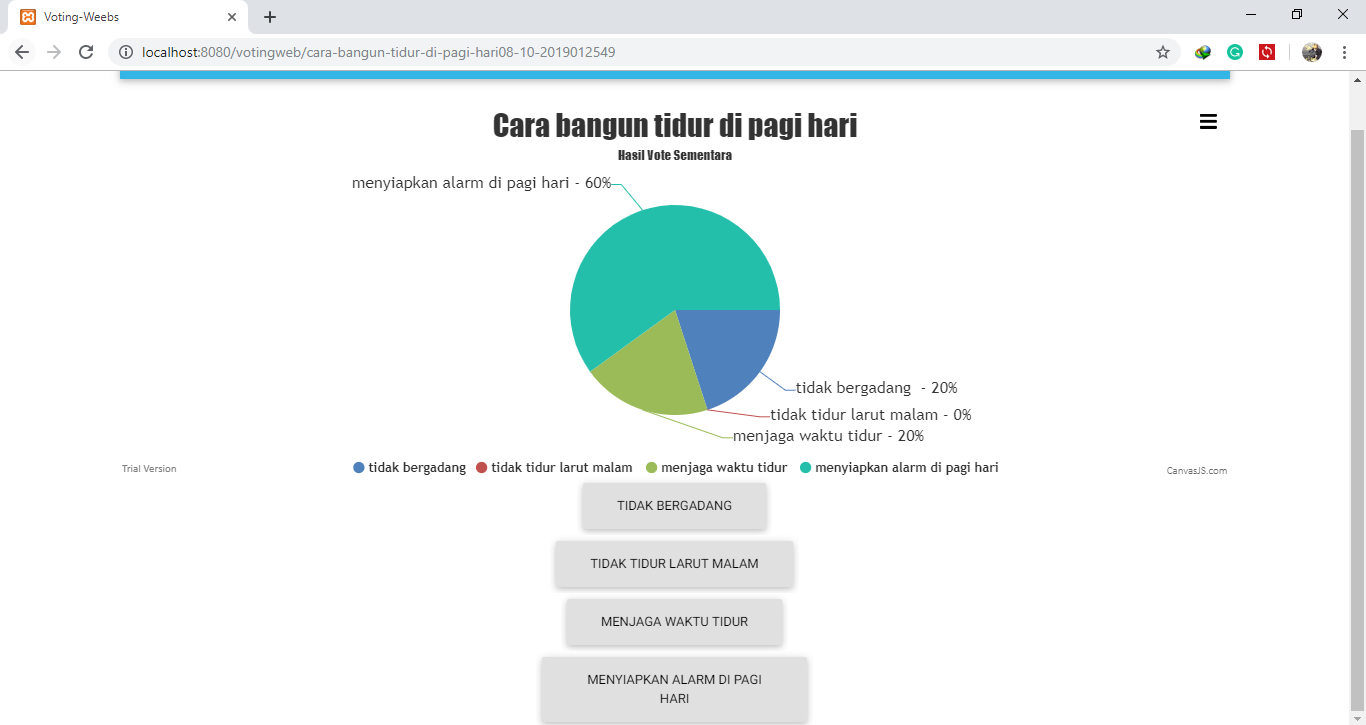 Voting-Weebs
localhost:8080/votingweb/cara-bangun-tidur-di-pagi-hari08-10-2019012549
Cara bangun tidur di pagi hari
Hasil Vote Sementara
menyiapkan alarm di pagi hari - 60%
tidak bergadang - 20%
tidak tidur larut malam - 0%
menjaga waktu tidur - 20%
Trial Version
tidak bergadang tidak tidur larut malam menjaga waktu tidur menyiapkan alarm di pagi hari
CanvasJS.com
TIDAK BERGADANG
TIDAK TIDUR LARUT MALAM
MENJAGA WAKTU TIDUR
MENYIAPKAN ALARM DI PAGI
HARI